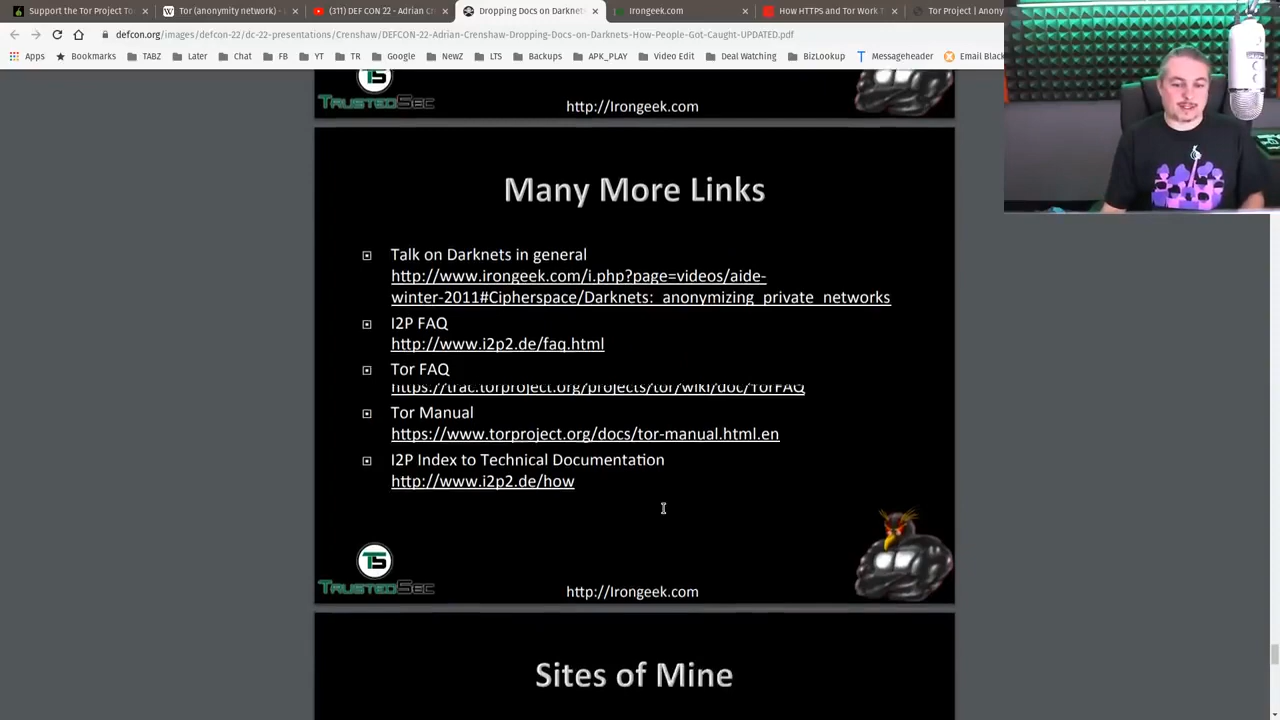 Support the Tor Project To
Tor (anonymity network) -
(311) DEF CON 22 - Adrian Cr
Dropping Docs on Darknets
Irongeek.com
How HTTPS and Tor Work T
Tor Project | Anony
defcon.org/images/defcon-22/dc-22-presentations/Crenshaw/DEFCON-22-Adrian-Crenshaw-Dropping-Docs-on-Darknets-How-People-Got-Caught-UPDATED.pdf
Apps Bookmarks TABZ Later Chat FB YT TR Google NewZ LTS Backups APK_PLAY Video Edit Deal Watching BizLookup Messageheader Email Blac
TS
TRUSTEDSEC
http://Irongeek.com
Many More Links
Talk on Darknets in general
http://www.irongeek.com/i.php?page=videos/aide-
winter-2011#Cipherspace/Darknets:_anonymizing_private_networks
I2P FAQ
http://www.i2p2.de/faq.html
Tor FAQ
https://trac.torproject.org/projects/tor/wiki/doc/TorFAQ
Tor Manual
https://www.torproject.org/docs/tor-manual.html.en
I2P Index to Technical Documentation
http://www.i2p2.de/how
TS
TRUSTEDSEC
http://Irongeek.com
Sites of Mine